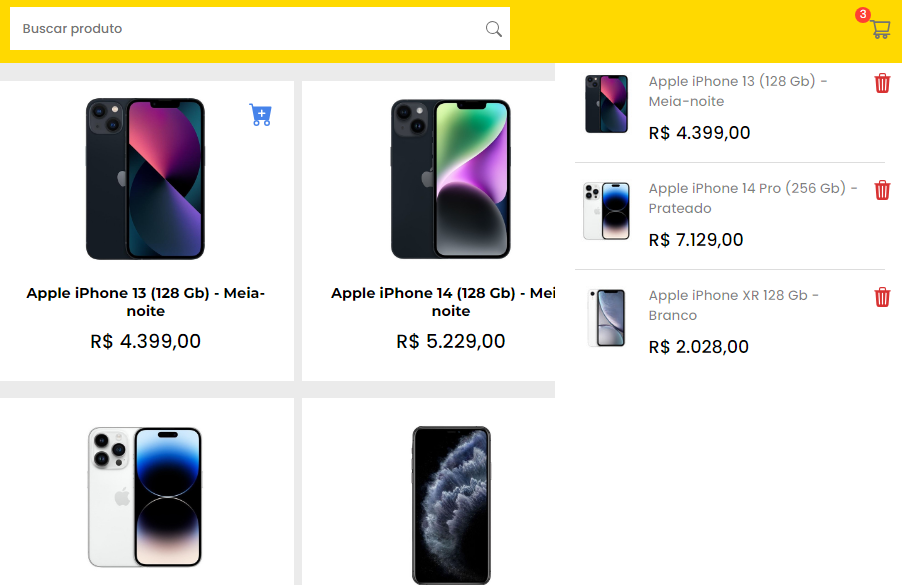 Buscar produto
3
Apple iPhone 13 (128 Gb) - Meia-
noite
R$ 4.399,00
Apple iPhone 14 (128 Gb) - Mei
noite
R$ 5.229,00
Apple iPhone 13 (128 Gb) -
Meia-noite
R$ 4.399,00
Apple iPhone 14 Pro (256 Gb) -
Prateado
R$ 7.129,00
Apple iPhone XR 128 Gb -
Branco
R$ 2.028,00